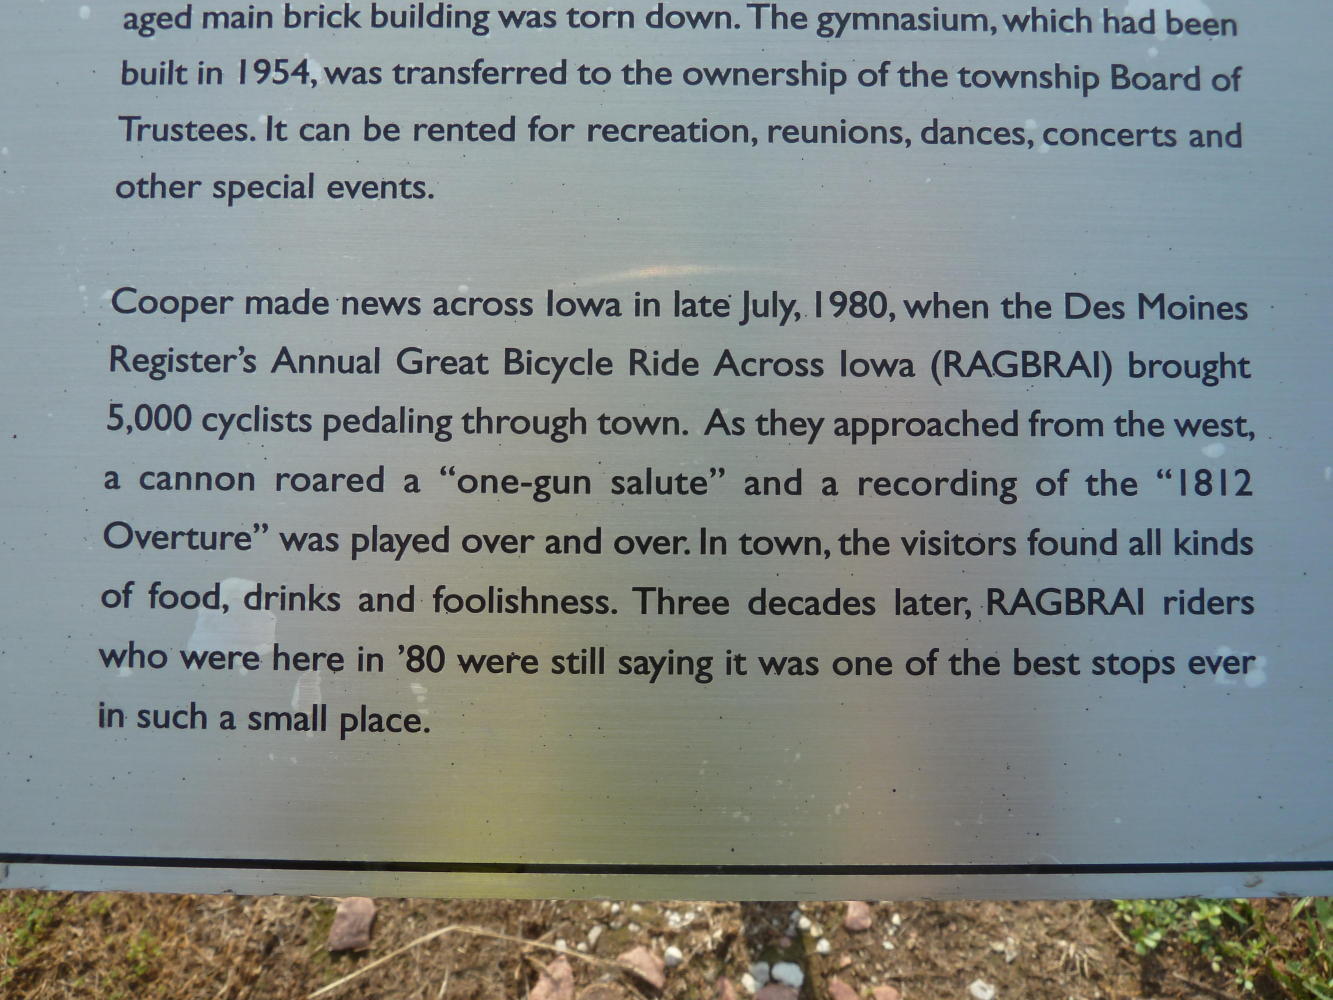 aged main brick building was torn down. The gymnasium, which had been
built in 1954, was transferred to the ownership of the township Board of
Trustees. It can be rented for recreation, reunions, dances, concerts and
other special events.
Cooper made news across Iowa in late July, 1980, when the Des Moines
Register’s Annual Great Bicycle Ride Across Iowa (RAGBRAI) brought
5,000 cyclists pedaling through town. As they approached from the west,
a cannon roared a “one-gun salute” and a recording of the “1812
Overture” was played over and over. In town, the visitors found all kinds
of food, drinks and foolishness. Three decades later, RAGBRAI riders
who were here in ’80 were still saying it was one of the best stops ever
in such a small place.